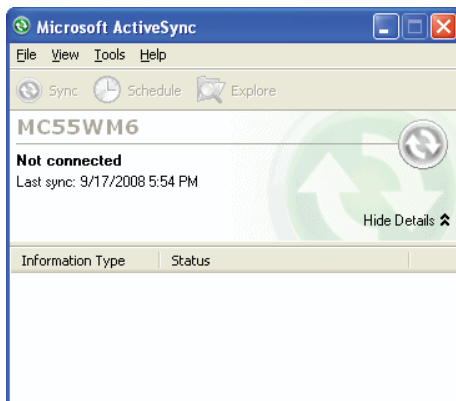 Microsoft ActiveSync
File View Tools Help
Sync Schedule Explore
MC55WM6
Not connected
Last sync: 9/17/2008 5:54 PM
Hide Details
Information Type Status